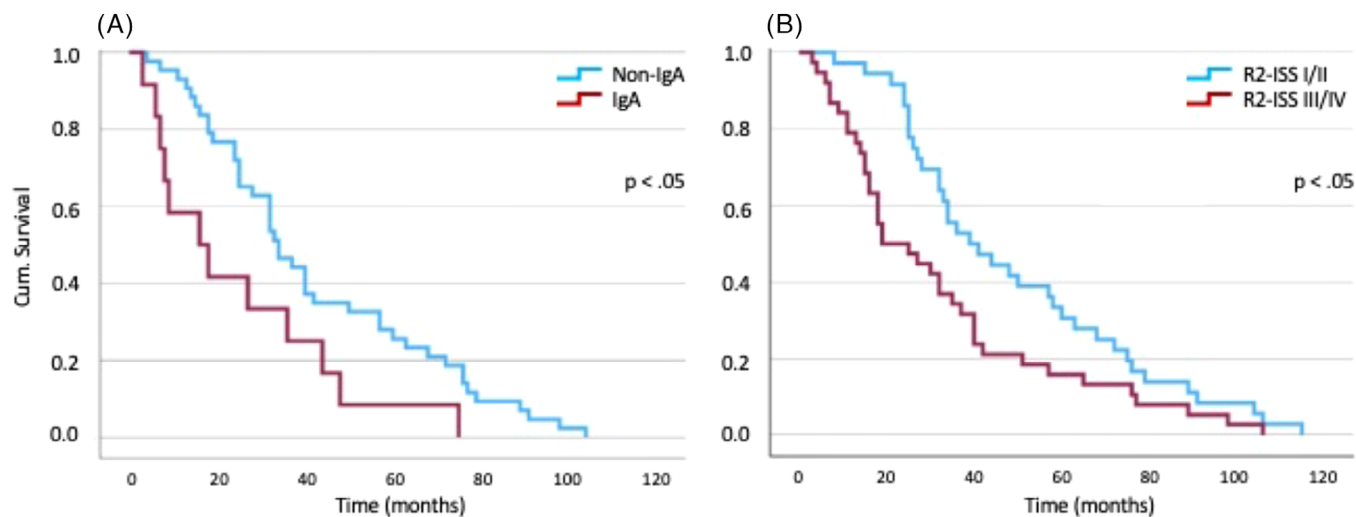 (A)
(B)
1.0
0.8
0.6
0.4
0.2
0.0
Cum. Survival
Non-IgA
IgA
p < .05
0 20 40 60 80 100 120
Time (months)
1.0
0.8
0.6
0.4
0.2
0.0
R2-ISS I/II
R2-ISS III/IV
p < .05
0 20 40 60 80 100 120
Time (months)